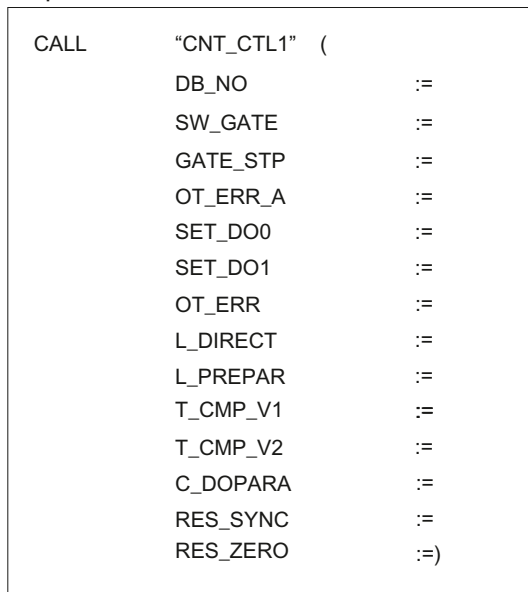 CALL “CNT_CTL1” (
DB_NO :=
SW_GATE :=
GATE_STP :=
OT_ERR_A :=
SET_DO0 :=
SET_DO1 :=
OT_ERR :=
L_DIRECT :=
L_PREPAR :=
T_CMP_V1 :=
T_CMP_V2 :=
C_DOPARA :=
RES_SYNC :=
RES_ZERO :=)